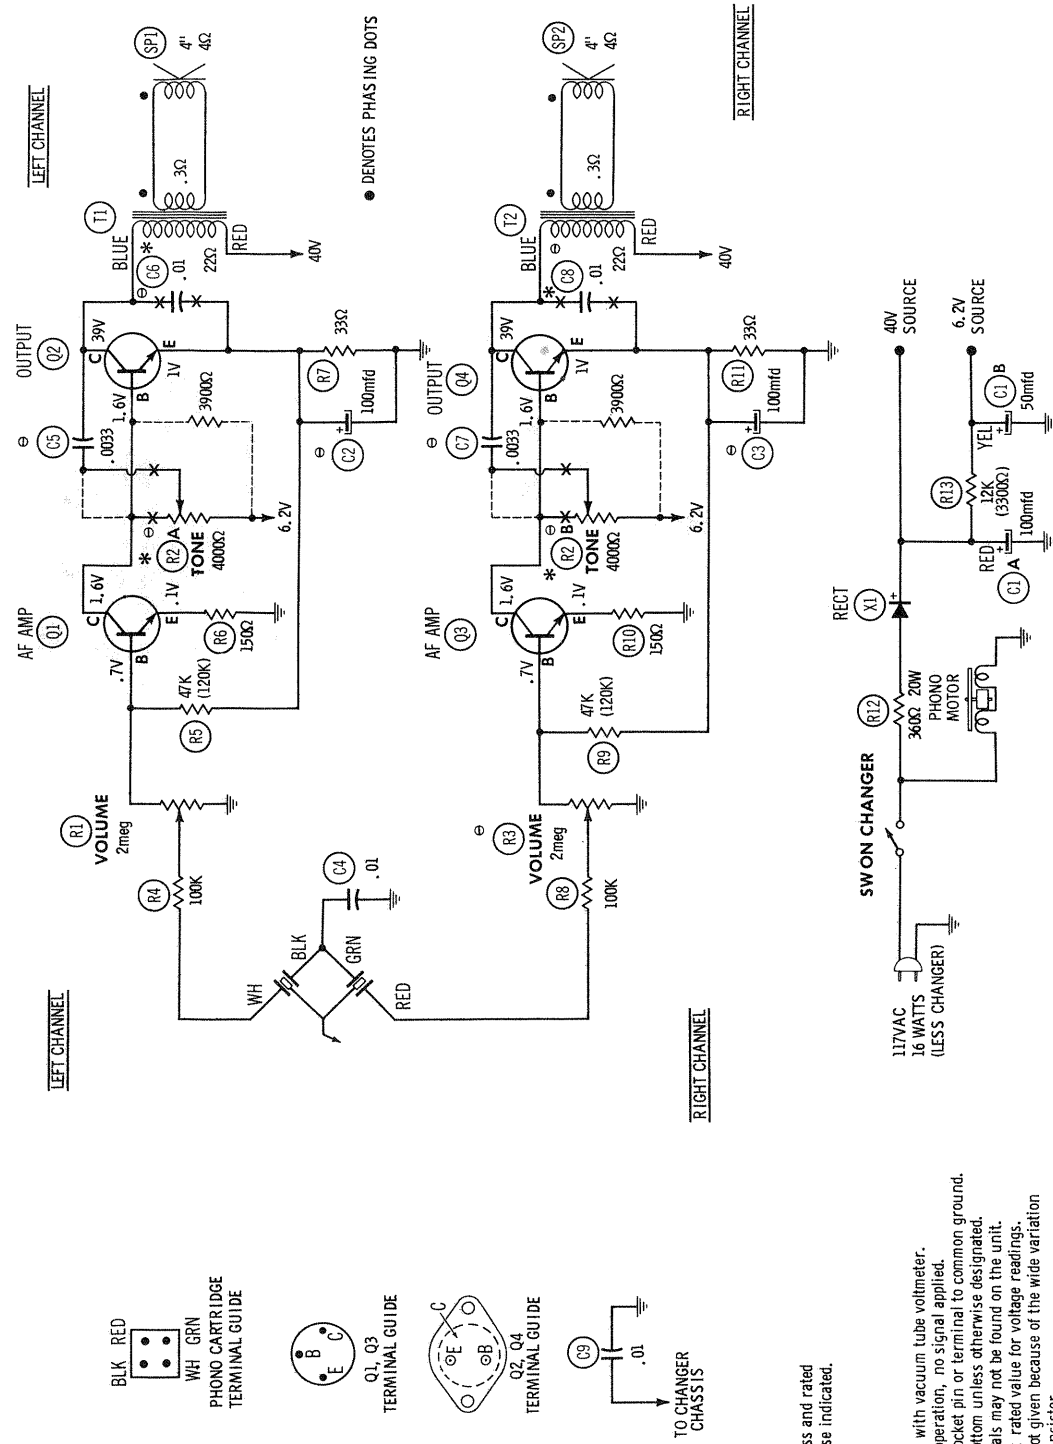 LEFT CHANNEL
SP1
4"
4Ω
.3Ω
T1
BLUE
*
C6
.01
22Ω
RED
40V
● DENOTES PHASING DOTS
OUTPUT
Q2
39V
C
E
1V
B
1.6V
⊖
C5
.0033
3900Ω
33Ω
R7
100mfd
+
⊖
C2
⊖
A
R2
TONE
4000Ω
6.2V
*
AF AMP
Q1
1.6V
C
.1V
E
R6
150Ω
B
.7V
47K
(120K)
R5
R1
VOLUME
2meg
R4
100K
C4
.01
BLK
GRN
WH
RED
LEFT CHANNEL
RIGHT CHANNEL
SP2
4"
4Ω
.3Ω
T2
BLUE
⊖
*
C8
.01
22Ω
RED
40V
OUTPUT
Q4
39V
C
E
1V
B
1.6V
⊖
C7
.0033
3900Ω
33Ω
R11
100mfd
+
⊖
C3
⊖
B
R2
TONE
4000Ω
6.2V
*
AF AMP
Q3
1.6V
C
.1V
E
R10
150Ω
B
.7V
47K
(120K)
R9
⊖
R3
VOLUME
2meg
R8
100K
RIGHT CHANNEL
40V
SOURCE
6.2V
SOURCE
C1 B
50mfd
YEL
+
R13
12K
(3300Ω)
100mfd
RED
+
A
C1
RECT
X1
+
R12
360Ω 20W
PHONO
MOTOR
SW ON CHANGER
117VAC
16 WATTS
(LESS CHANGER)
BLK RED
WH GRN
PHONO CARTRIDGE
TERMINAL GUIDE
B
C
E
Q1, Q3
TERMINAL GUIDE
C
E
B
Q2, Q4
TERMINAL GUIDE
C9
.01
TO CHANGER
CHASSIS
ss and rated
se indicated.
with vacuum tube voltmeter.
peration, no signal applied.
ocket pin or terminal to common ground.
ottom unless otherwise designated.
als may not be found on the unit.
rated value for voltage readings.
ot given because of the wide variation